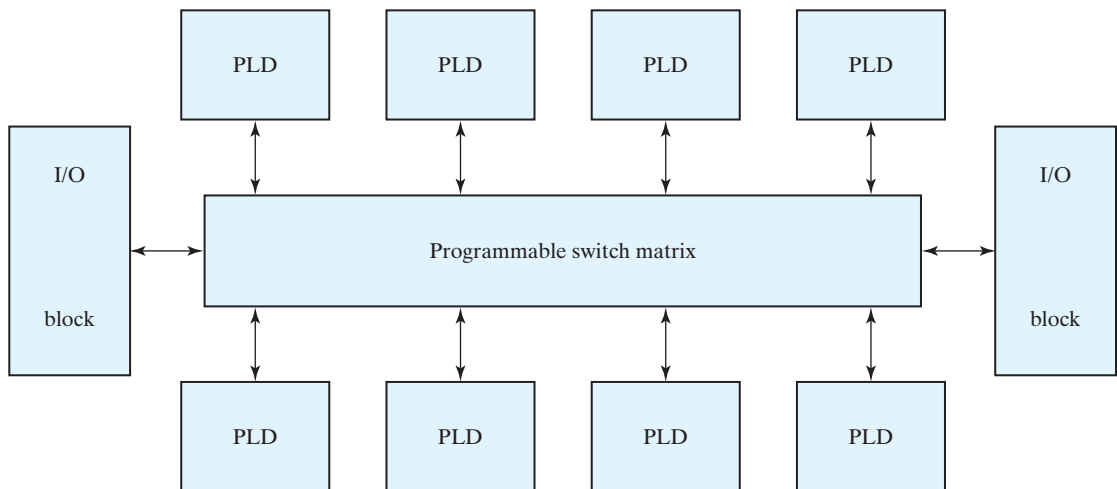 PLD PLD PLD PLD
I/O I/O
Programmable switch matrix
block block
PLD PLD PLD PLD